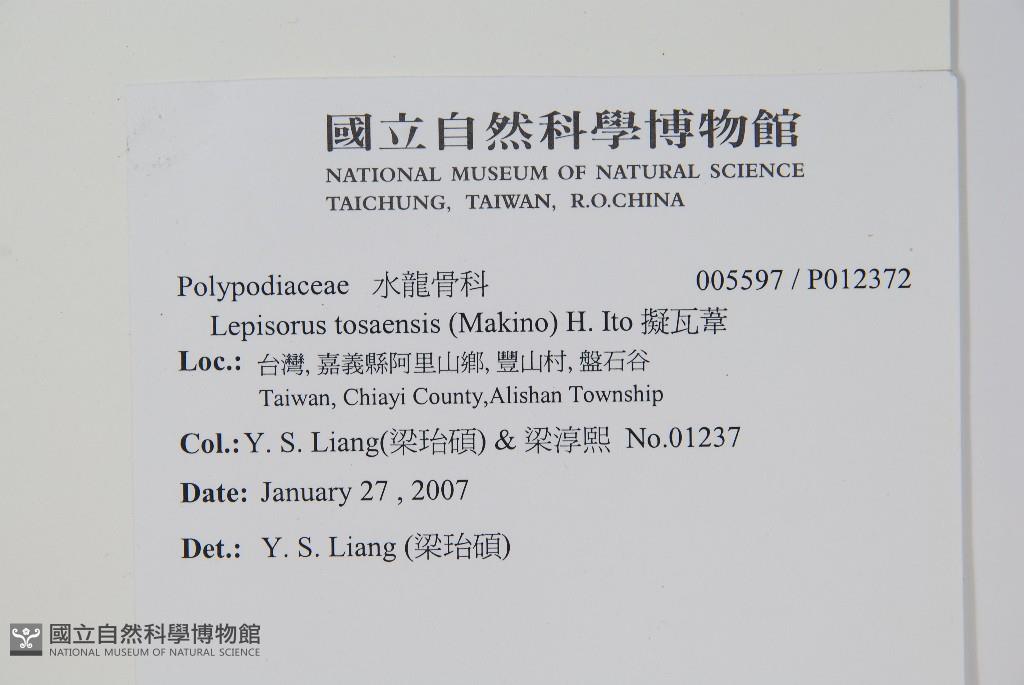 國立自然科學博物館
NATIONAL MUSEUM OF NATURAL SCIENCE
TAICHUNG, TAIWAN, R.O.CHINA
Polypodiaceae 水龍骨科 005597 / P012372
Lepisorus tosaensis (Makino) H. Ito 擬瓦葦
Loc.: 台灣, 嘉義縣阿里山鄉, 豐山村, 盤石谷
Taiwan, Chiayi County,Alishan Township
Col.: Y. S. Liang(梁珆碩) & 梁淳熙 No.01237
Date: January 27 , 2007
Det.: Y. S. Liang (梁珆碩)
國立自然科學博物館
NATIONAL MUSEUM OF NATURAL SCIENCE